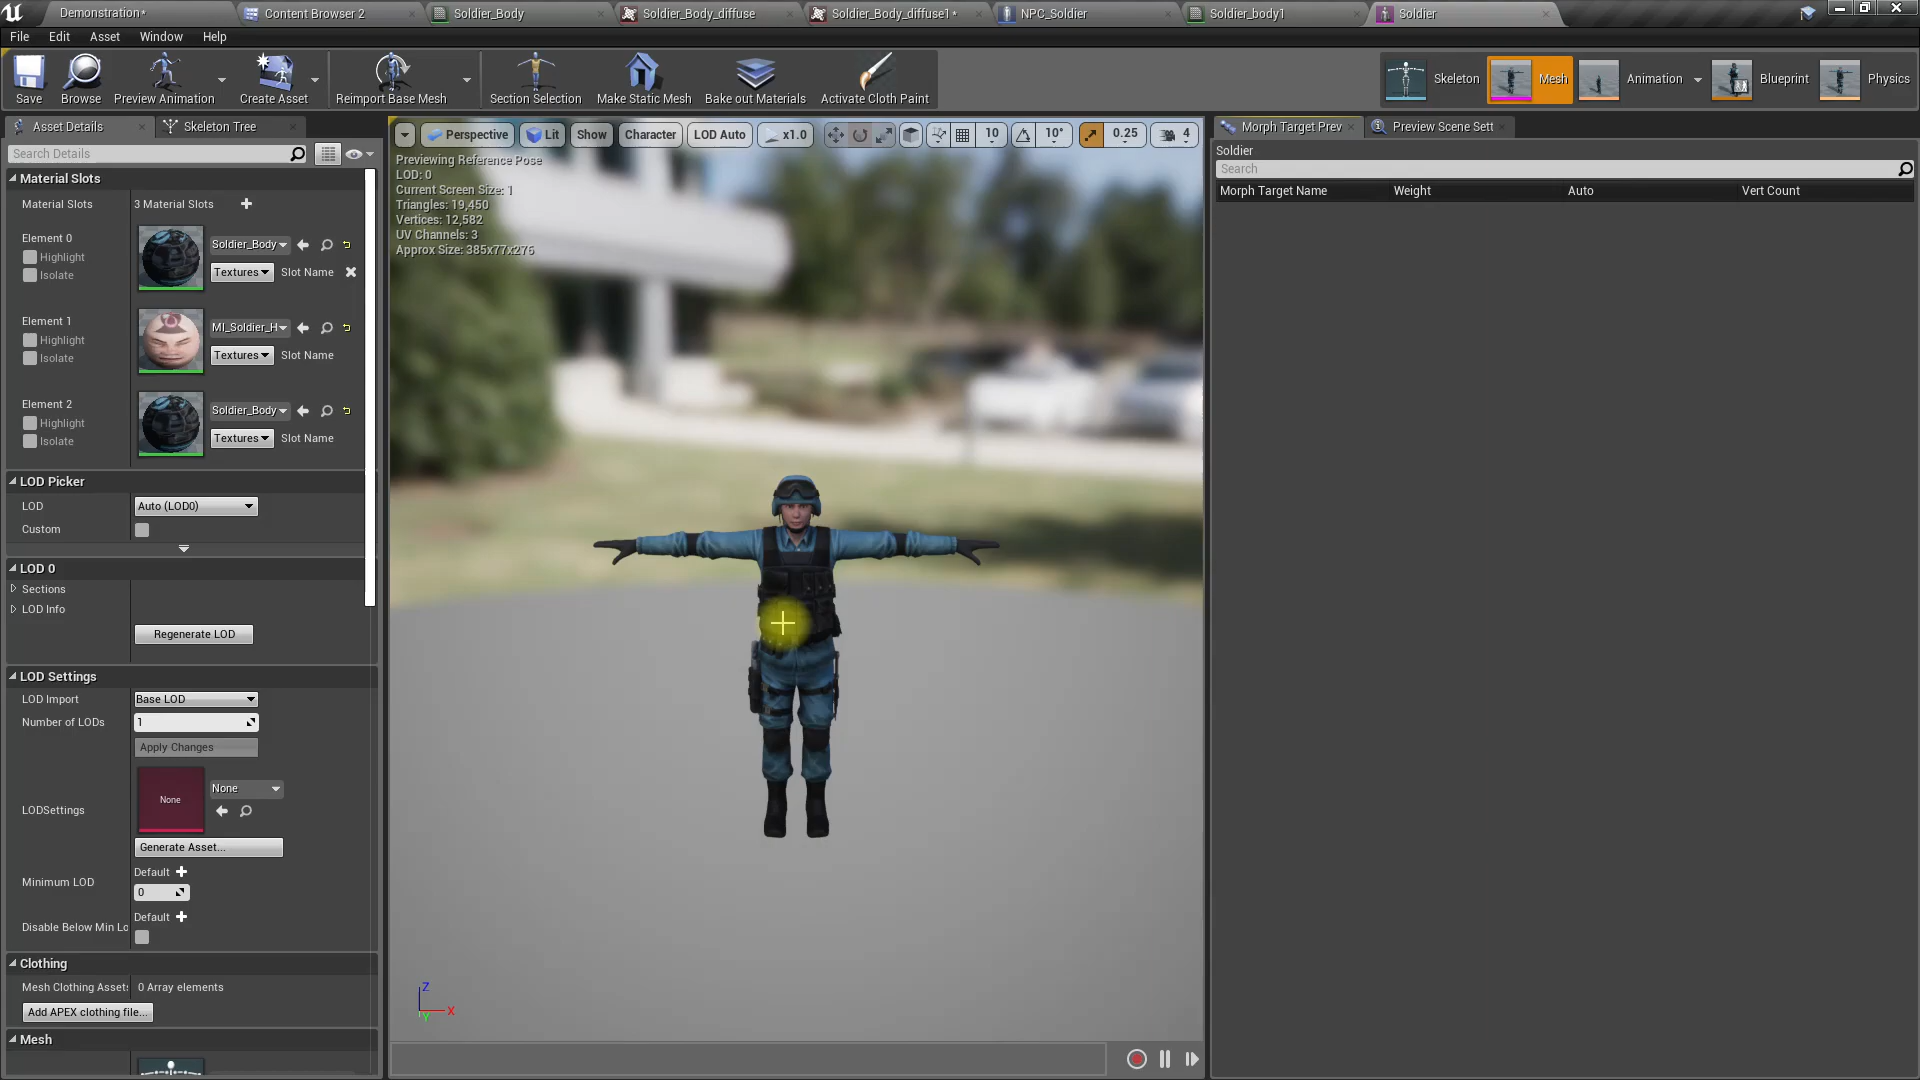 Demonstration*
Content Browser 2
Soldier_Body
Soldier_Body_diffuse
Soldier_Body_diffuse1*
NPC_Soldier
Soldier_body1
Soldier
File
Edit
Asset
Window
Help
Save
Browse
Preview Animation
Create Asset
Reimport Base Mesh
Section Selection
Make Static Mesh
Bake out Materials
Activate Cloth Paint
Skeleton
Mesh
Animation
Blueprint
Physics
Asset Details
Skeleton Tree
Search Details
Material Slots
Material Slots
3 Material Slots
Element 0
Highlight
Isolate
Soldier_Body
Textures
Slot Name
Element 1
Highlight
Isolate
MI_Soldier_H
Textures
Slot Name
Element 2
Highlight
Isolate
Soldier_Body
Textures
Slot Name
LOD Picker
LOD
Auto (LOD0)
Custom
LOD 0
Sections
LOD Info
Regenerate LOD
LOD Settings
LOD Import
Base LOD
Number of LODs
1
Apply Changes
LODSettings
None
None
Generate Asset...
Minimum LOD
Default
0
Disable Below Min Lo
Default
Clothing
Mesh Clothing Assets
0 Array elements
Add APEX clothing file...
Mesh
Perspective
Lit
Show
Character
LOD Auto
x1.0
10
10°
0.25
4
Previewing Reference Pose
LOD: 0
Current Screen Size: 1
Triangles: 19,450
Vertices: 12,582
UV Channels: 3
Approx Size: 385x77x276
Z
X
Y
Morph Target Prev
Preview Scene Sett
Soldier
Search
Morph Target Name
Weight
Auto
Vert Count